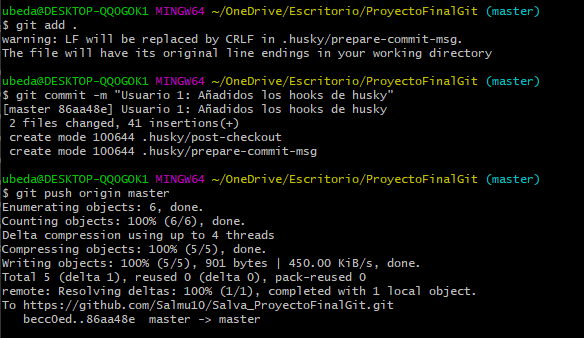 ubeda@DESKTOP-QQOGOK1 MINGW64 ~/OneDrive/Escritorio/ProyectoFinalGit (master)
$ git add .
warning: LF will be replaced by CRLF in .husky/prepare-commit-msg.
The file will have its original line endings in your working directory
ubeda@DESKTOP-QQOGOK1 MINGW64 ~/OneDrive/Escritorio/ProyectoFinalGit (master)
$ git commit -m "Usuario 1: Añadidos los hooks de husky"
[master 86aa48e] Usuario 1: Añadidos los hooks de husky
2 files changed, 41 insertions(+)
create mode 100644 .husky/post-checkout
create mode 100644 .husky/prepare-commit-msg
ubeda@DESKTOP-QQOGOK1 MINGW64 ~/OneDrive/Escritorio/ProyectoFinalGit (master)
$ git push origin master
Enumerating objects: 6, done.
Counting objects: 100% (6/6), done.
Delta compression using up to 4 threads
Compressing objects: 100% (5/5), done.
Writing objects: 100% (5/5), 901 bytes | 450.00 KiB/s, done.
Total 5 (delta 1), reused 0 (delta 0), pack-reused 0
remote: Resolving deltas: 100% (1/1), completed with 1 local object.
To https://github.com/Salmu10/Salva_ProyectoFinalGit.git
becc0ed..86aa48e  master -> master